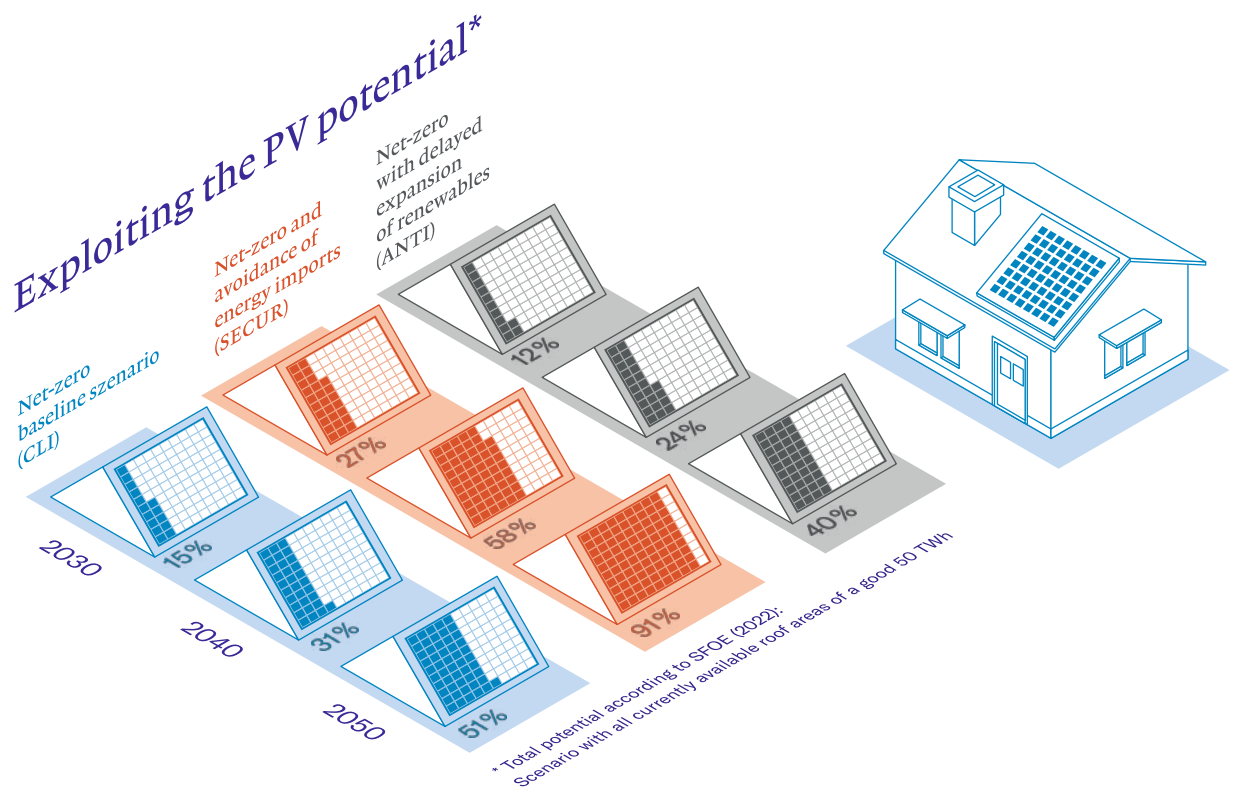 Exploiting the PV potential*
Net-zero
baseline szenario
(CLI)
Net-zero and
avoidance of
energy imports
(SECUR)
Net-zero
with delayed
expansion
of renewables
(ANTI)
2030
15%
27%
12%
2040
31%
58%
24%
2050
51%
91%
40%
* Total potential according to SFOE (2022):
Scenario with all currently available roof areas of a good 50 TWh